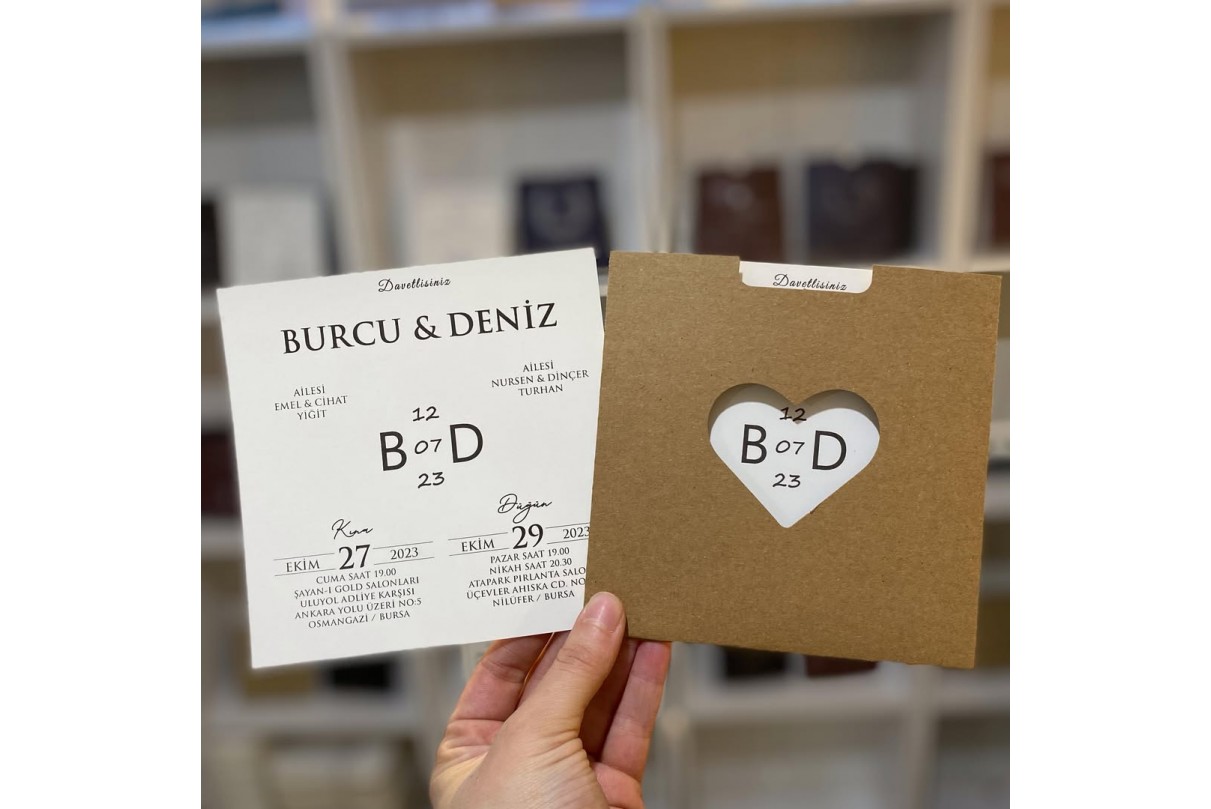 Davetlisiniz
BURCU & DENİZ
AİLESİ
EMEL & CİHAT
YİĞİT
AİLESİ
NURSEN & DİNÇER
TURHAN
12
B 07 D
23
Kına
EKİM 27 2023
CUMA SAAT 19.00
ŞAYAN-I GOLD SALONLARI
ULUYOL ADLİYE KARŞISI
ANKARA YOLU ÜZERİ NO:5
OSMANGAZİ / BURSA
Düğün
EKİM 29 2023
PAZAR SAAT 19.00
NİKAH SAAT 20.30
ATAPARK PIRLANTA SALO
ÜÇEVLER AHISKA CD. NO
NİLÜFER / BURSA
Davetlisiniz
12
B 07 D
23